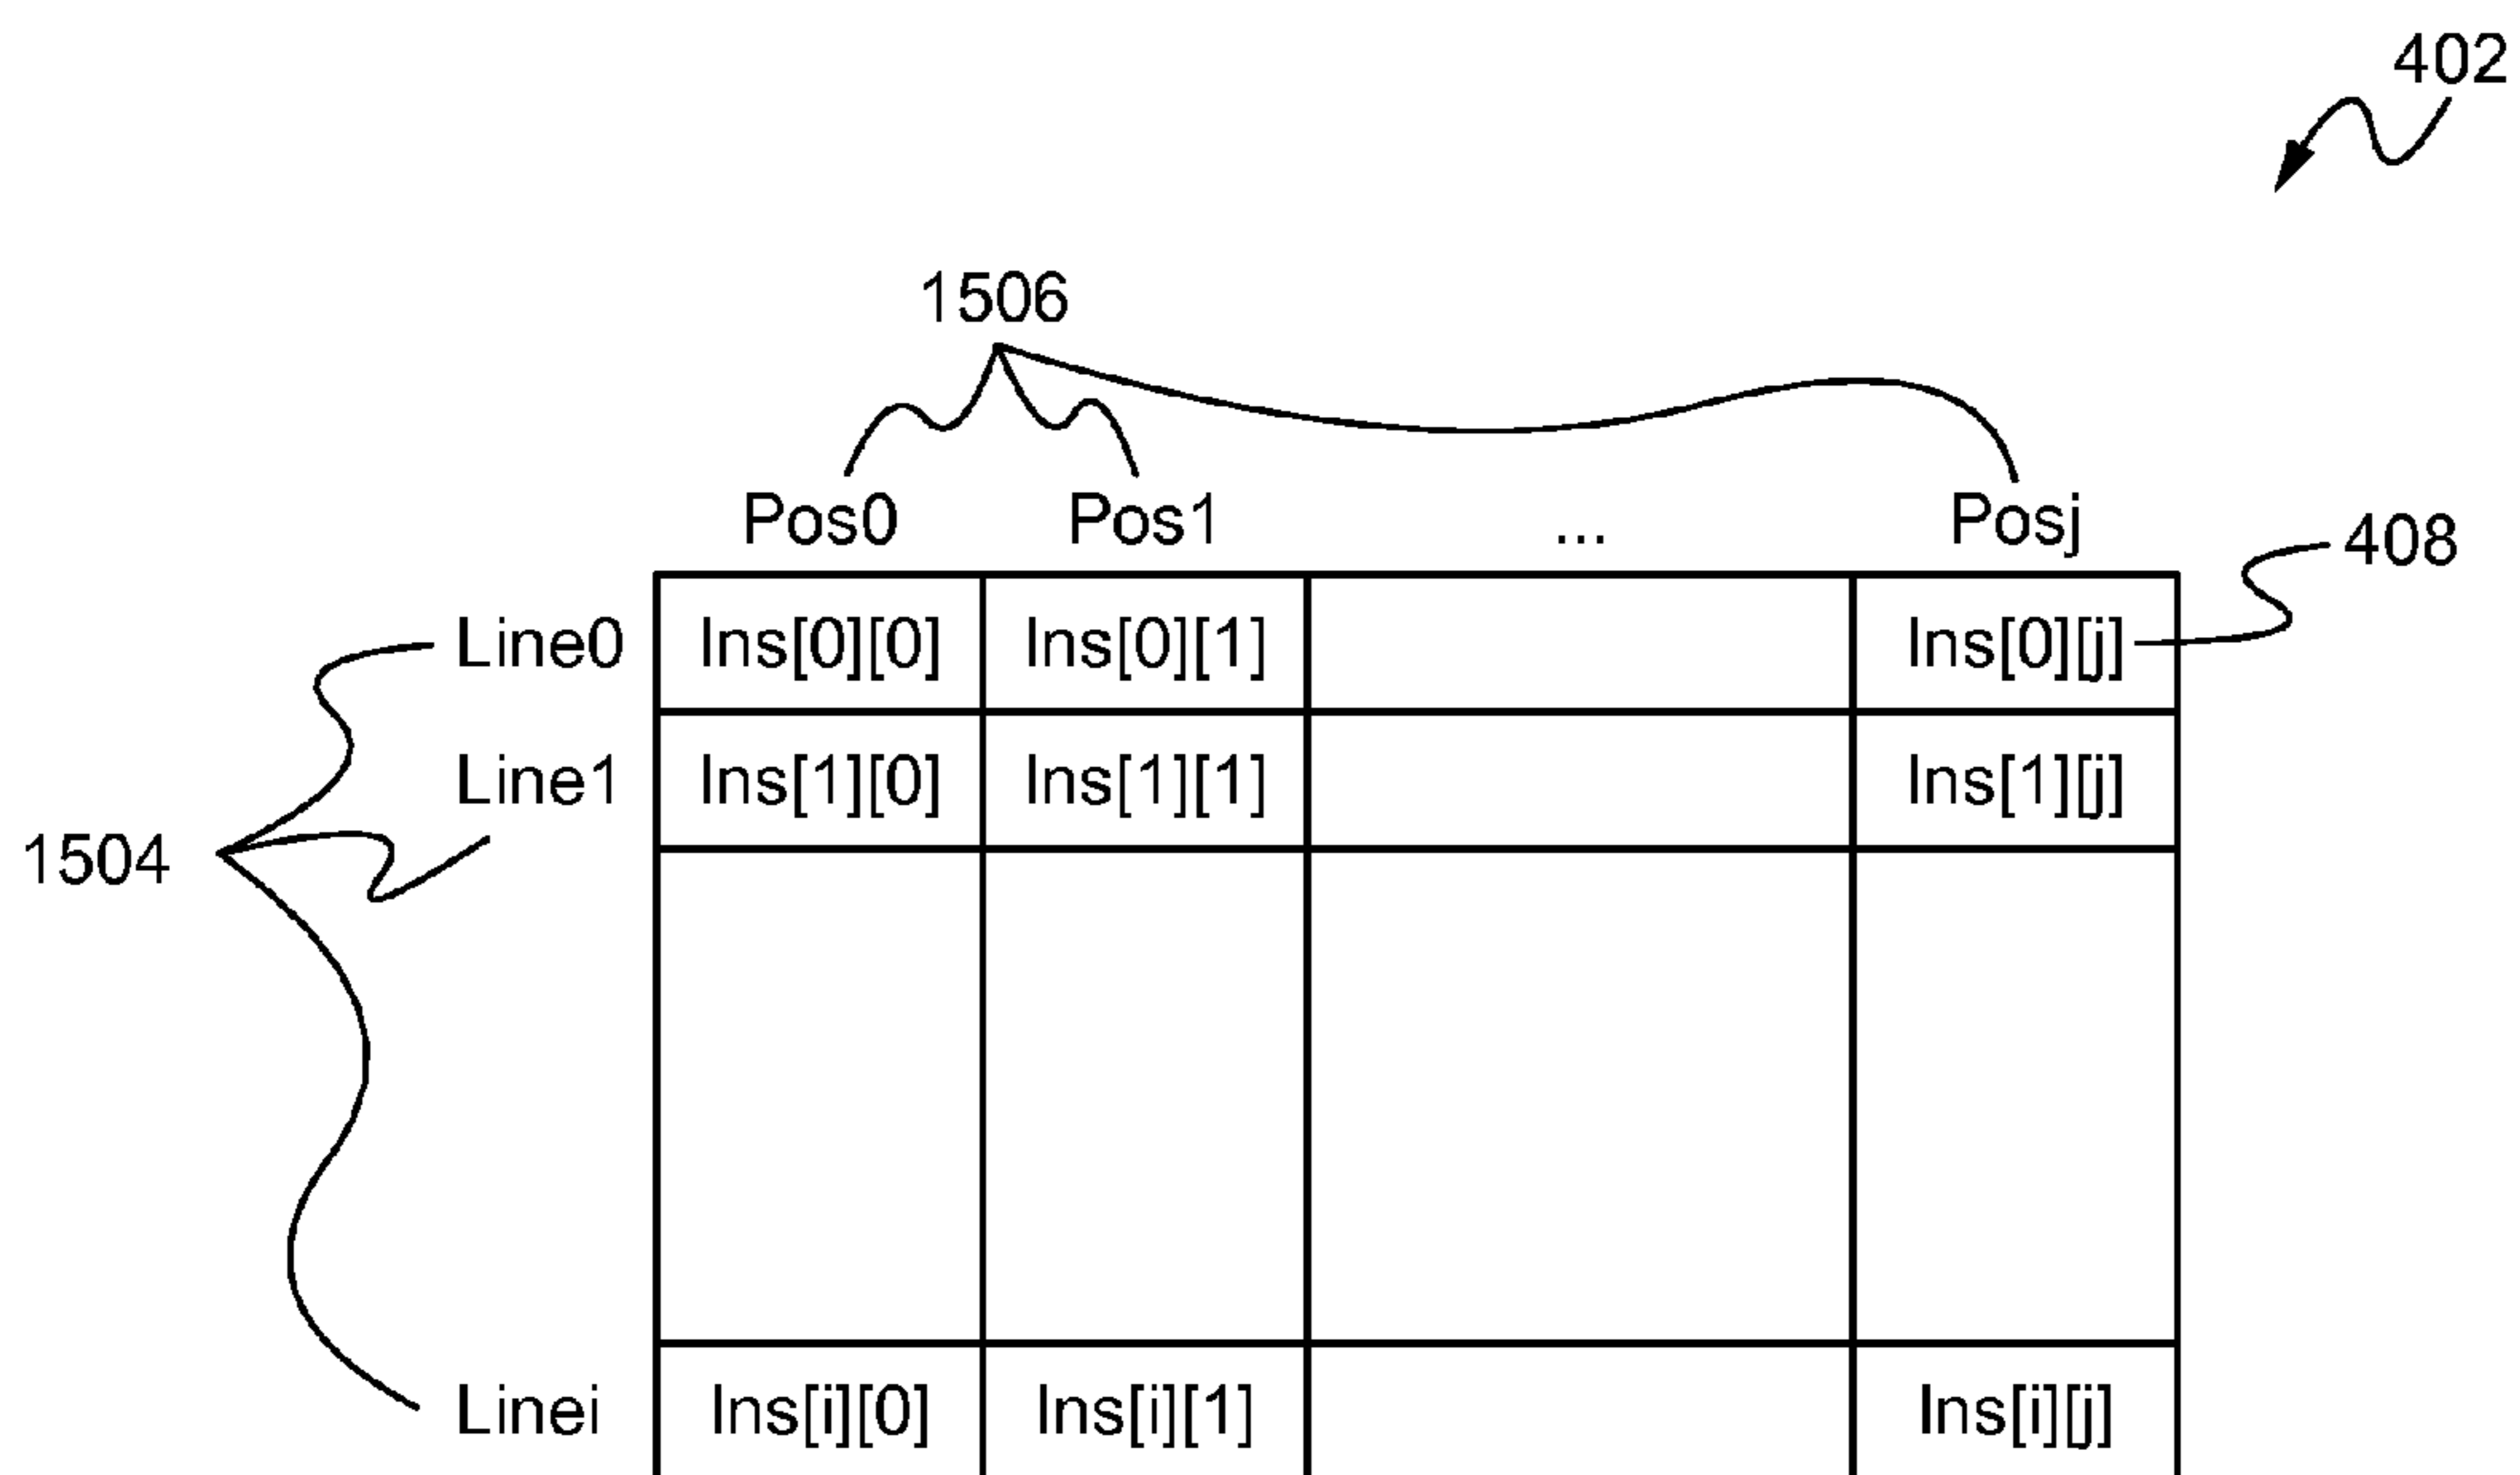 402
1506
Pos0 Pos1 ... Posj
408
Line0 Ins[0][0] Ins[0][1] Ins[0][j]
Line1 Ins[1][0] Ins[1][1] Ins[1][j]
1504
Linei Ins[i][0] Ins[i][1] Ins[i][j]